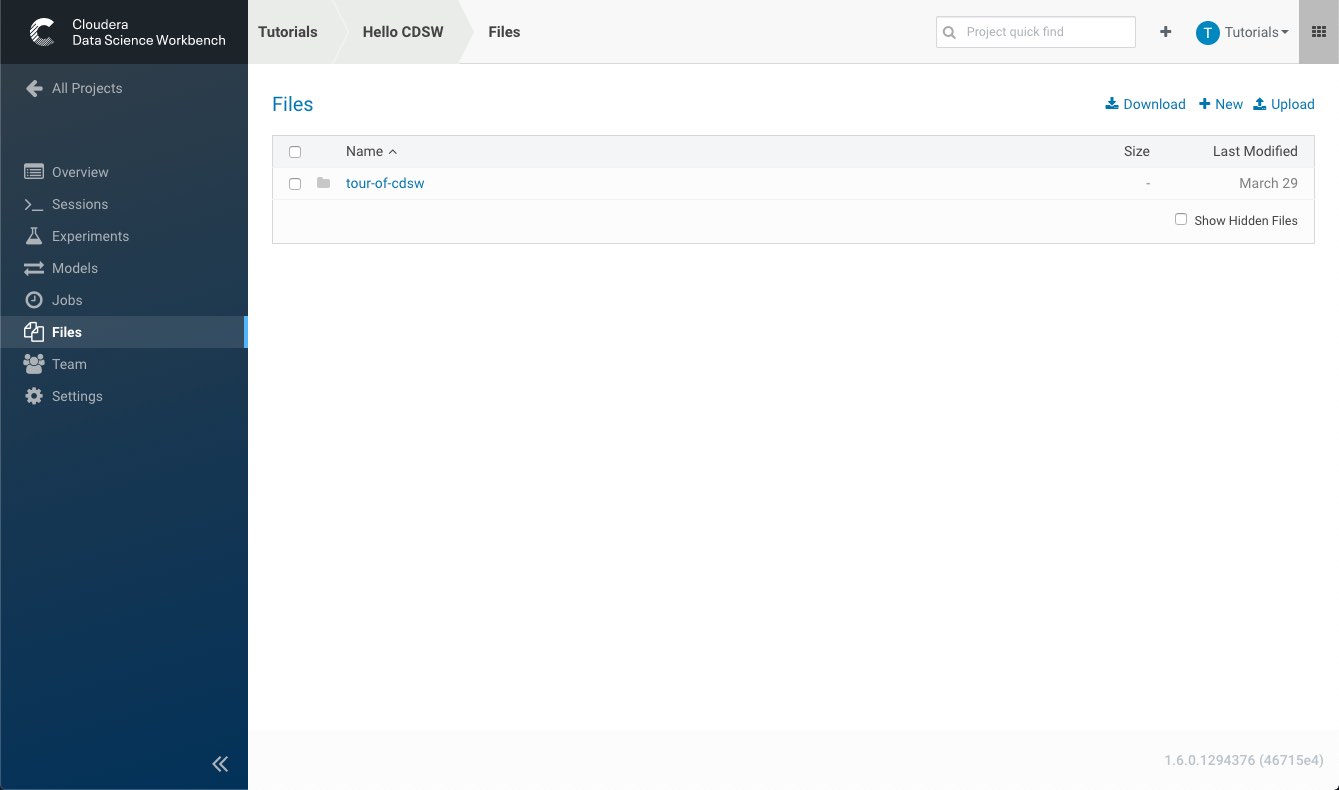 Cloudera
Data Science Workbench
Tutorials Hello CDSW Files
Project quick find
T Tutorials
All Projects
Overview
Sessions
Experiments
Models
Jobs
Files
Team
Settings
Files
Download New Upload
Name Size Last Modified
tour-of-cdsw - March 29
Show Hidden Files
1.6.0.1294376 (46715e4)